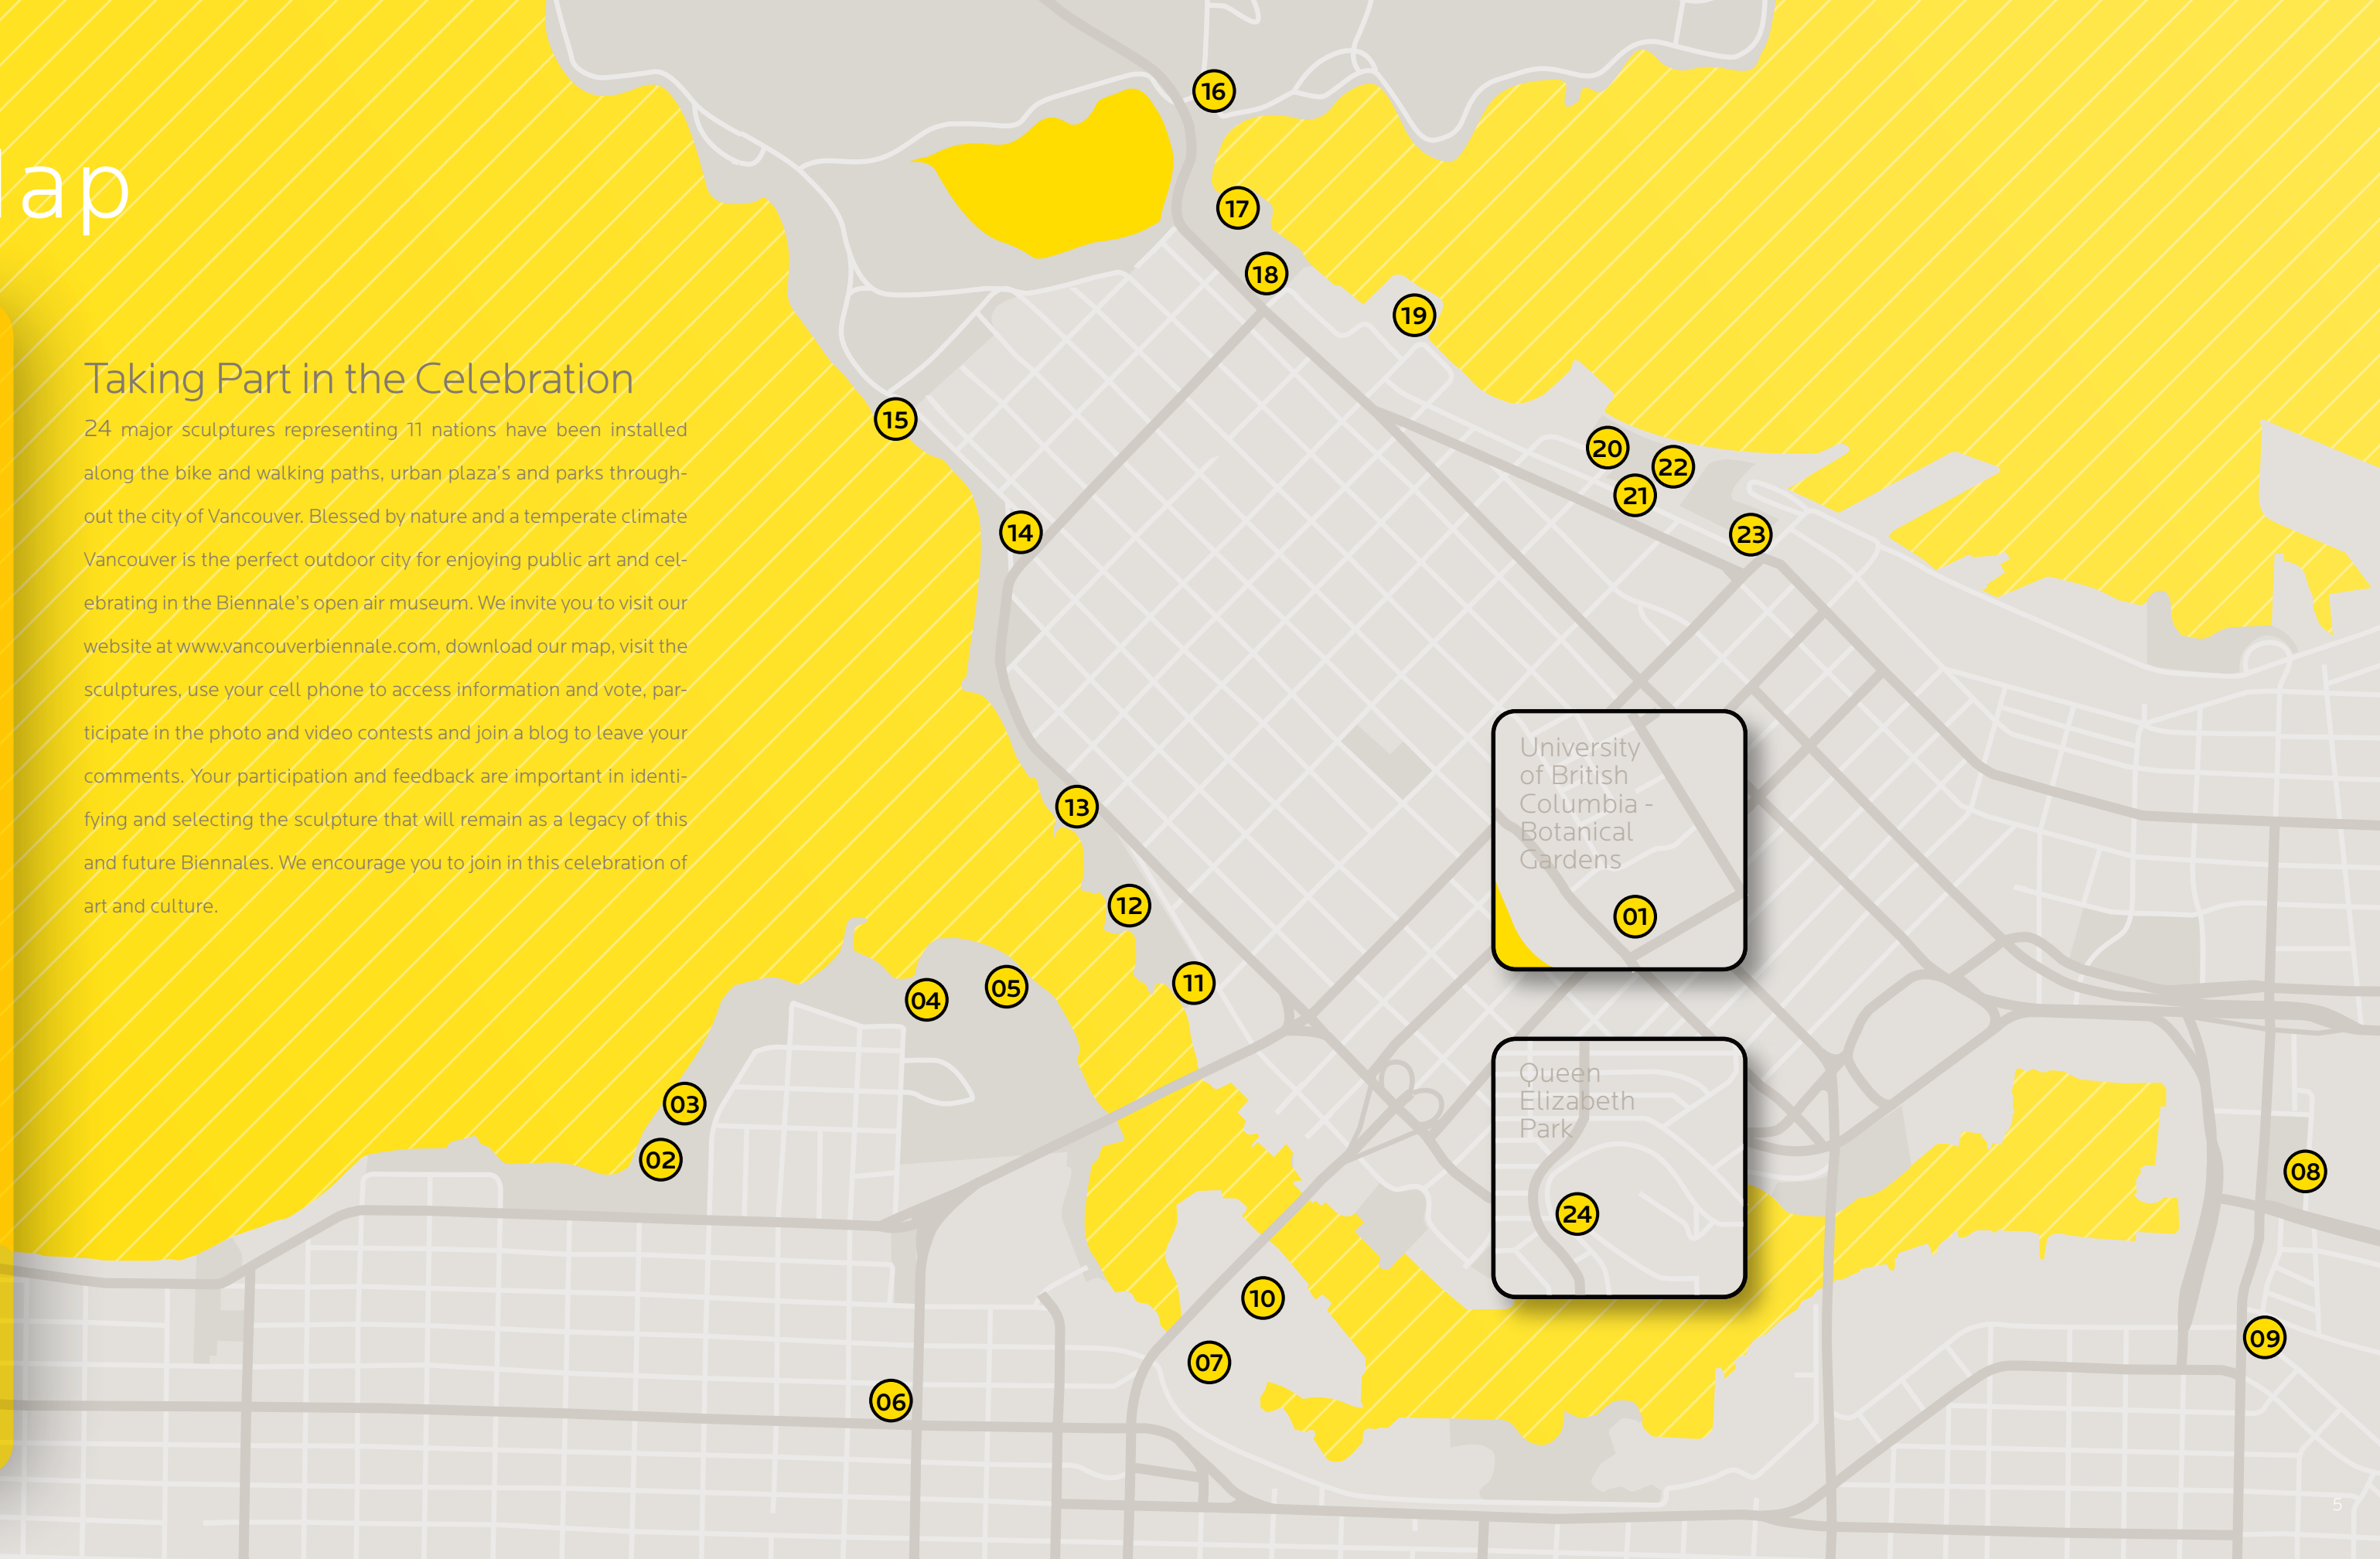 ap
Taking Part in the Celebration
24 major sculptures representing 11 nations have been installed
along the bike and walking paths, urban plaza's and parks through-
out the city of Vancouver. Blessed by nature and a temperate climate
Vancouver is the perfect outdoor city for enjoying public art and cel-
ebrating in the Biennale's open air museum. We invite you to visit our
website at www.vancouverbiennale.com, download our map, visit the
sculptures, use your cell phone to access information and vote, par-
ticipate in the photo and video contests and join a blog to leave your
comments. Your participation and feedback are important in identi-
fying and selecting the sculpture that will remain as a legacy of this
and future Biennales. We encourage you to join in this celebration of
art and culture.
16
17
18
19
15
20
22
21
14
23
13
12
11
04
05
03
02
University
of British
Columbia -
Botanical
Gardens
01
Queen
Elizabeth
Park
24
08
10
09
07
06
5